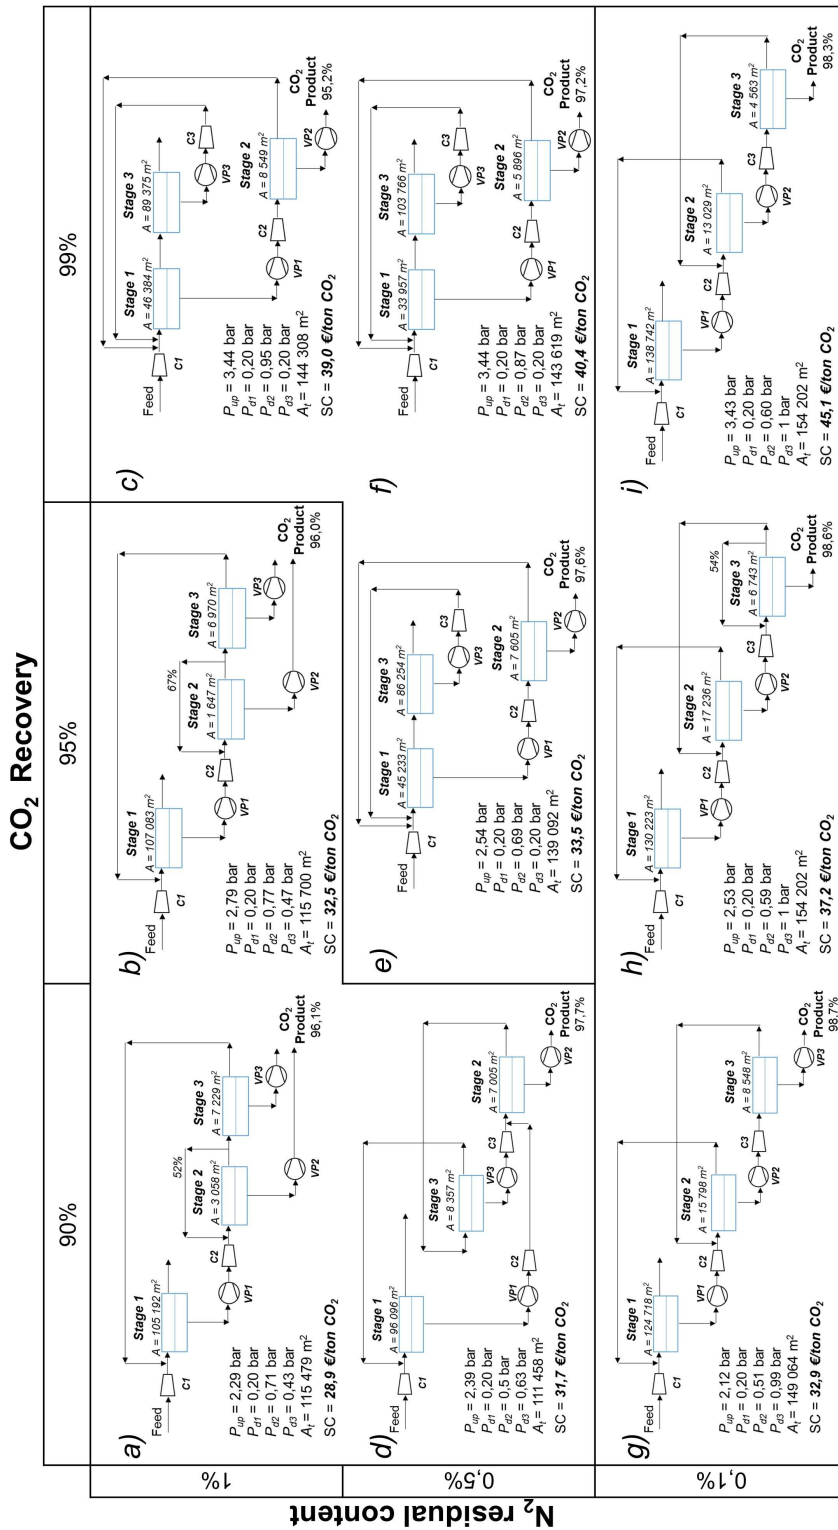 CO2 Recovery
90%
95%
99%
N2 residual content
1%
0,5%
0,1%
a)
Feed
C1
Stage 1
A = 105 192 m2
VP1
C2
52%
Stage 2
A = 3 058 m2
Stage 3
A = 7 229 m2
VP3
VP2
CO2
Product
96,1%
Pup = 2,29 bar
Pd1 = 0,20 bar
Pd2 = 0,71 bar
Pd3 = 0,43 bar
At = 115 479 m2
SC = 28,9 €/ton CO2
b)
Feed
C1
Stage 1
A = 107 083 m2
VP1
C2
67%
Stage 2
A = 1 647 m2
Stage 3
A = 6 970 m2
VP3
VP2
CO2
Product
96,0%
Pup = 2,79 bar
Pd1 = 0,20 bar
Pd2 = 0,77 bar
Pd3 = 0,47 bar
At = 115 700 m2
SC = 32,5 €/ton CO2
c)
Feed
C1
Stage 1
A = 46 384 m2
Stage 3
A = 89 375 m2
VP3
C3
VP1
C2
Stage 2
A = 8 549 m2
VP2
CO2
Product
95,2%
Pup = 3,44 bar
Pd1 = 0,20 bar
Pd2 = 0,95 bar
Pd3 = 0,20 bar
At = 144 308 m2
SC = 39,0 €/ton CO2
d)
Feed
C1
Stage 1
A = 96 096 m2
VP1
C2
Stage 3
A = 8 357 m2
VP3
C3
Stage 2
A = 7 005 m2
VP2
CO2
Product
97,7%
Pup = 2,39 bar
Pd1 = 0,20 bar
Pd2 = 0,5 bar
Pd3 = 0,63 bar
At = 111 458 m2
SC = 31,7 €/ton CO2
e)
Feed
C1
Stage 1
A = 45 233 m2
Stage 3
A = 86 254 m2
VP3
C3
VP1
C2
Stage 2
A = 7 605 m2
VP2
CO2
Product
97,6%
Pup = 2,54 bar
Pd1 = 0,20 bar
Pd2 = 0,69 bar
Pd3 = 0,20 bar
At = 139 092 m2
SC = 33,5 €/ton CO2
f)
Feed
C1
Stage 1
A = 33 957 m2
Stage 3
A = 103 766 m2
VP3
C3
VP1
C2
Stage 2
A = 5 896 m2
VP2
CO2
Product
97,2%
Pup = 3,44 bar
Pd1 = 0,20 bar
Pd2 = 0,87 bar
Pd3 = 0,20 bar
At = 143 619 m2
SC = 40,4 €/ton CO2
g)
Feed
C1
Stage 1
A = 124 718 m2
VP1
C2
Stage 2
A = 15 798 m2
VP2
C3
Stage 3
A = 8 548 m2
VP3
CO2
Product
98,7%
Pup = 2,12 bar
Pd1 = 0,20 bar
Pd2 = 0,51 bar
Pd3 = 0,99 bar
At = 149 064 m2
SC = 32,9 €/ton CO2
h)
Feed
C1
Stage 1
A = 130 223 m2
VP1
C2
Stage 2
A = 17 236 m2
VP2
C3
54%
Stage 3
A = 6 743 m2
CO2
Product
98,6%
Pup = 2,53 bar
Pd1 = 0,20 bar
Pd2 = 0,59 bar
Pd3 = 1 bar
At = 154 202 m2
SC = 37,2 €/ton CO2
i)
Feed
C1
Stage 1
A = 138 742 m2
VP1
C2
Stage 2
A = 13 029 m2
VP2
C3
Stage 3
A = 4 563 m2
CO2
Product
98,3%
Pup = 3,43 bar
Pd1 = 0,20 bar
Pd2 = 0,60 bar
Pd3 = 1 bar
At = 154 202 m2
SC = 45,1 €/ton CO2